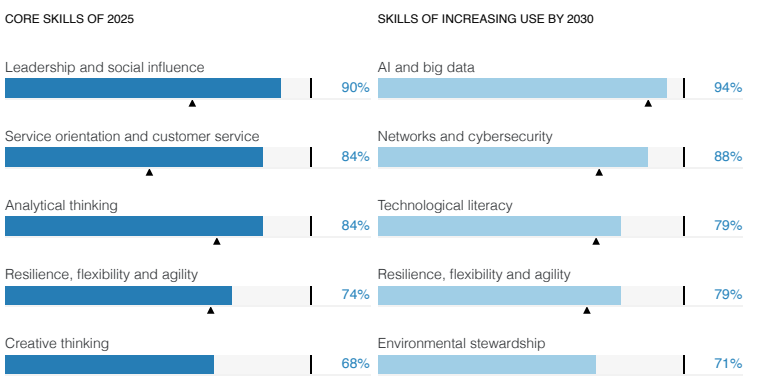 CORE SKILLS OF 2025
Leadership and social influence
90%
Service orientation and customer service
84%
Analytical thinking
84%
Resilience, flexibility and agility
74%
Creative thinking
68%
SKILLS OF INCREASING USE BY 2030
AI and big data
94%
Networks and cybersecurity
88%
Technological literacy
79%
Resilience, flexibility and agility
79%
Environmental stewardship
71%